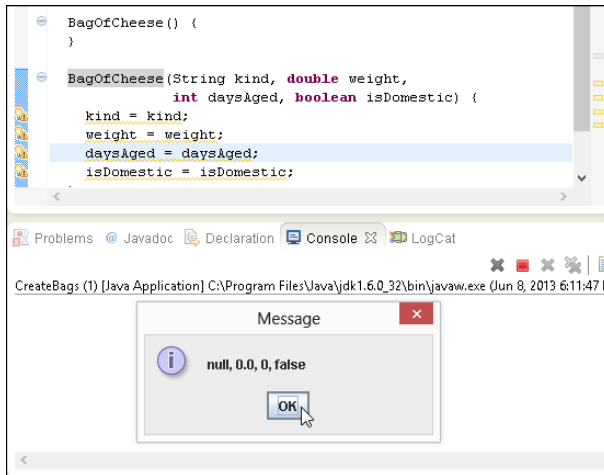 BagOfCheese() {
}
BagOfCheese(String kind, double weight,
int daysAged, boolean isDomestic) {
kind = kind;
weight = weight;
daysAged = daysAged;
isDomestic = isDomestic;
Problems @ Javadoc Declaration Console LogCat
CreateBags (1) [Java Application] C:\Program Files\Java\jdk1.6.0_32\bin\javaw.exe (Jun 8, 2013 6:11:47
Message
null, 0.0, 0, false
OK